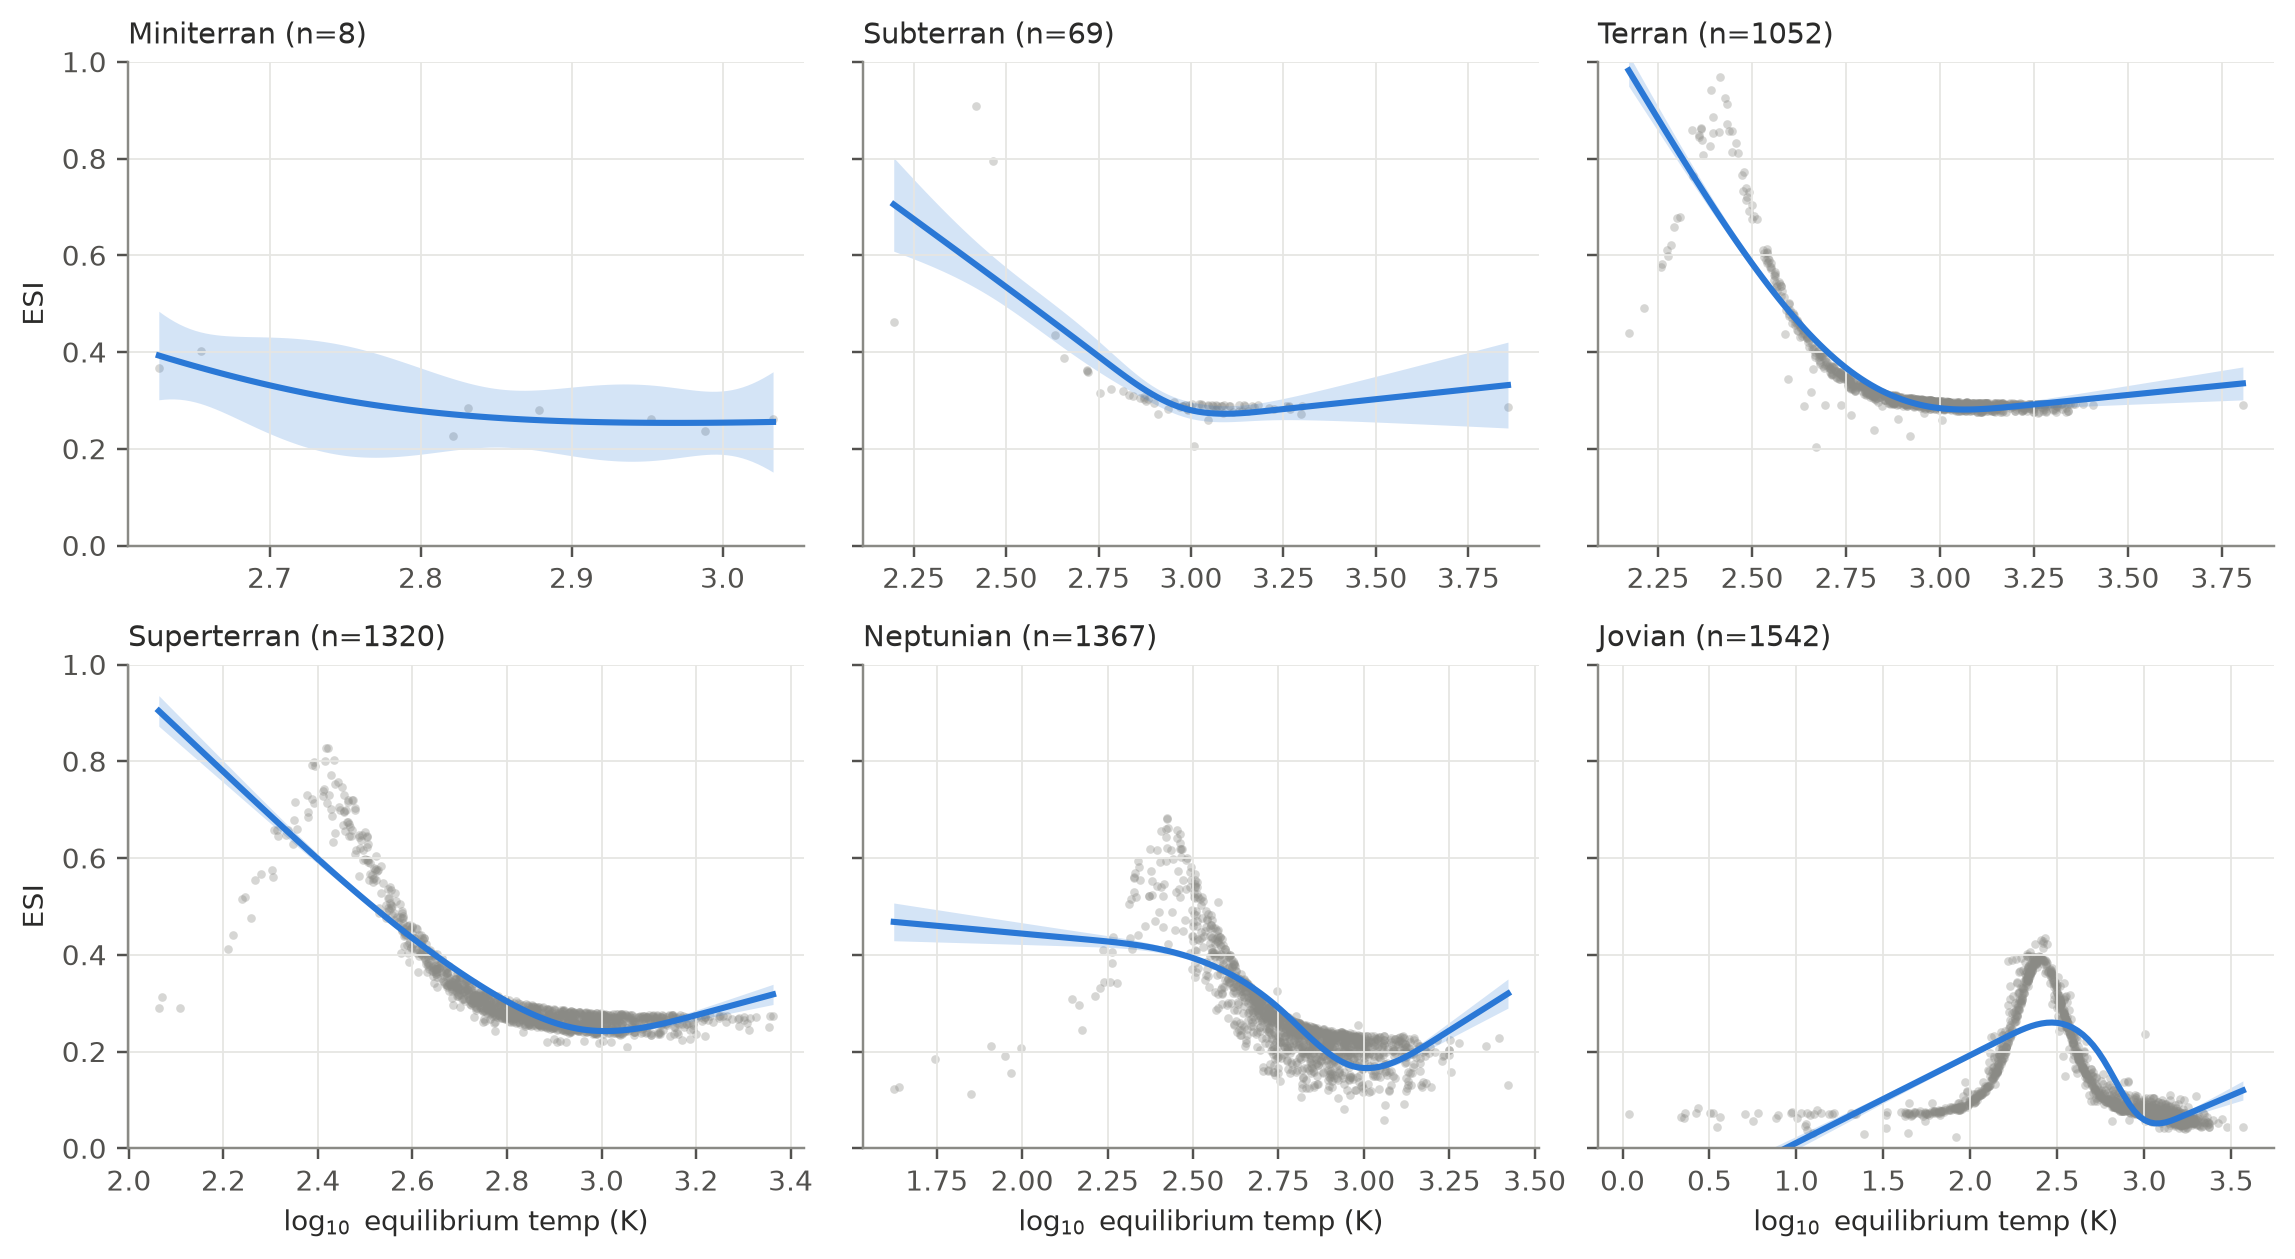 Miniterran (n=8)
Subterran (n=69)
Terran (n=1052)
1.0
0.8
0.6
0.4
0.2
0.0
ESI
2.7 2.8 2.9 3.0
2.25 2.50 2.75 3.00 3.25 3.50 3.75
2.25 2.50 2.75 3.00 3.25 3.50 3.75
Superterran (n=1320)
Neptunian (n=1367)
Jovian (n=1542)
1.0
0.8
0.6
0.4
0.2
0.0
ESI
2.0 2.2 2.4 2.6 2.8 3.0 3.2 3.4
1.75 2.00 2.25 2.50 2.75 3.00 3.25 3.50
0.0 0.5 1.0 1.5 2.0 2.5 3.0 3.5
log₁₀ equilibrium temp (K)
log₁₀ equilibrium temp (K)
log₁₀ equilibrium temp (K)